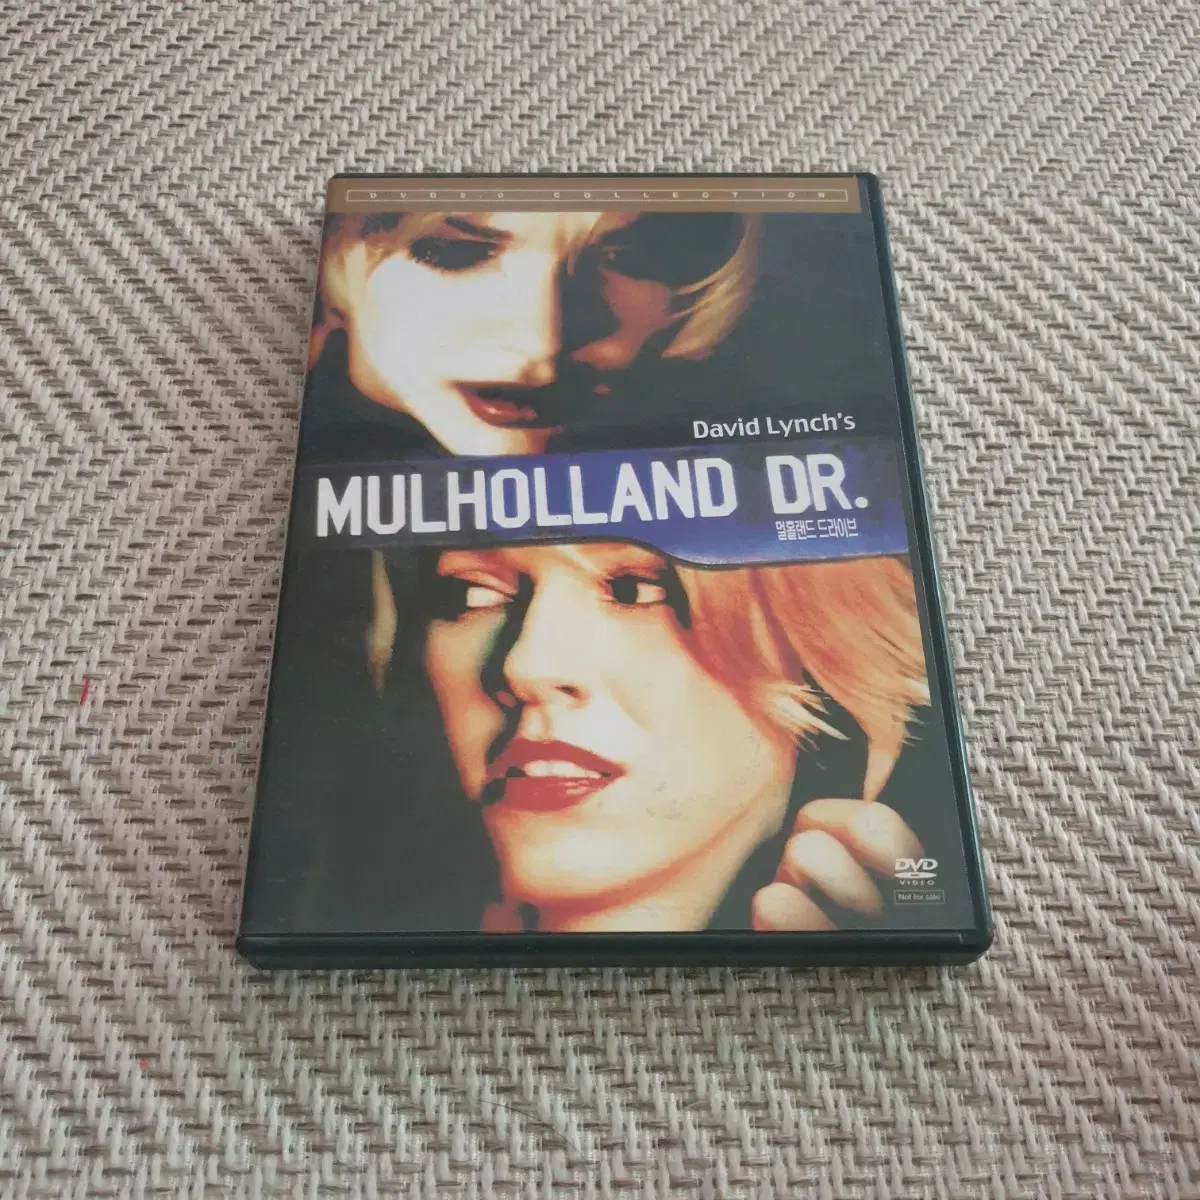 DVD2.0 COLLECTION
David Lynch's
MULHOLLAND DR.
멀홀랜드 드라이브
DVD
VIDEO
Not for sale